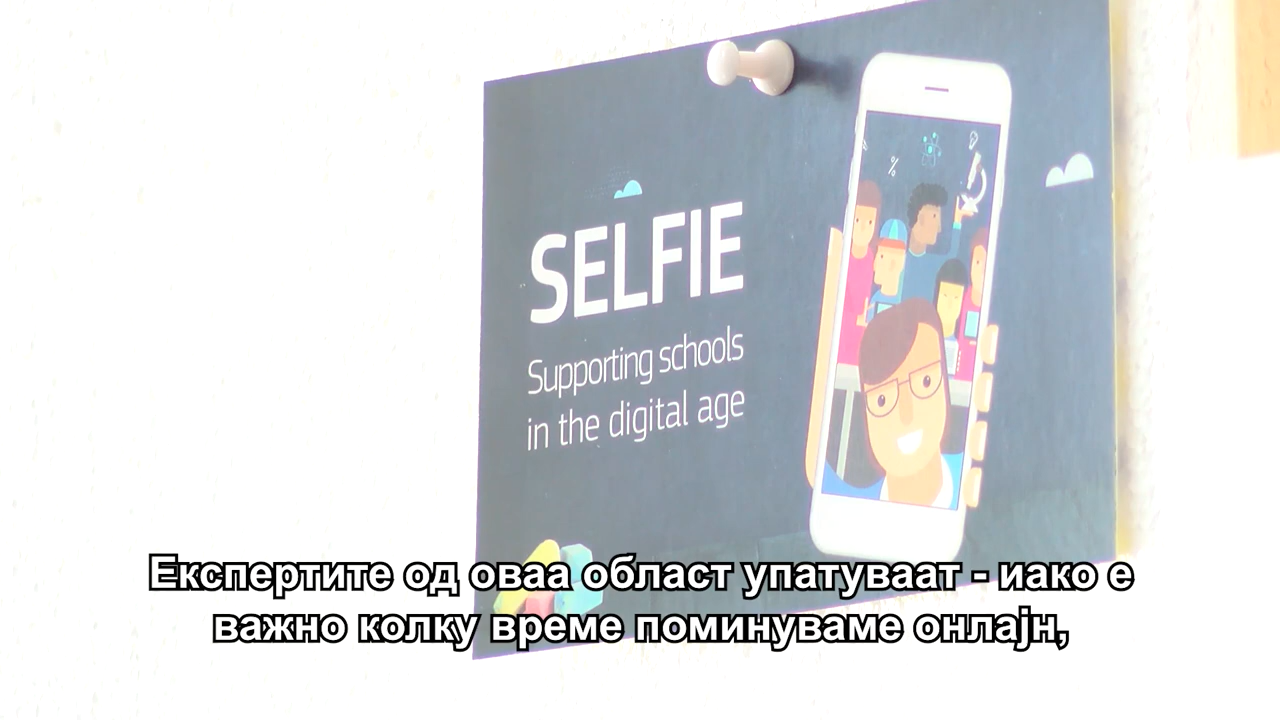 SELFIE
Supporting schools
in the digital age
%
Експертите од оваа област упатуваат - иако е
важно колку време поминуваме онлајн,